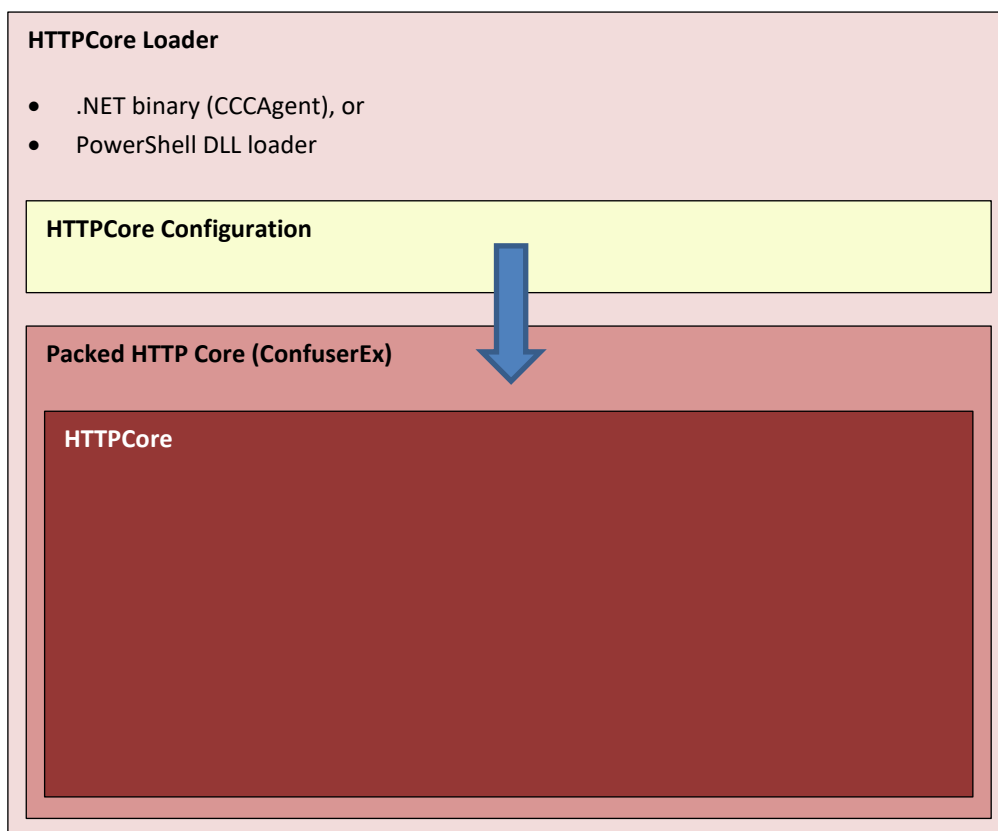 HTTPCore Loader
• .NET binary (CCCAgent), or
• PowerShell DLL loader
HTTPCore Configuration
Packed HTTP Core (ConfuserEx)
HTTPCore